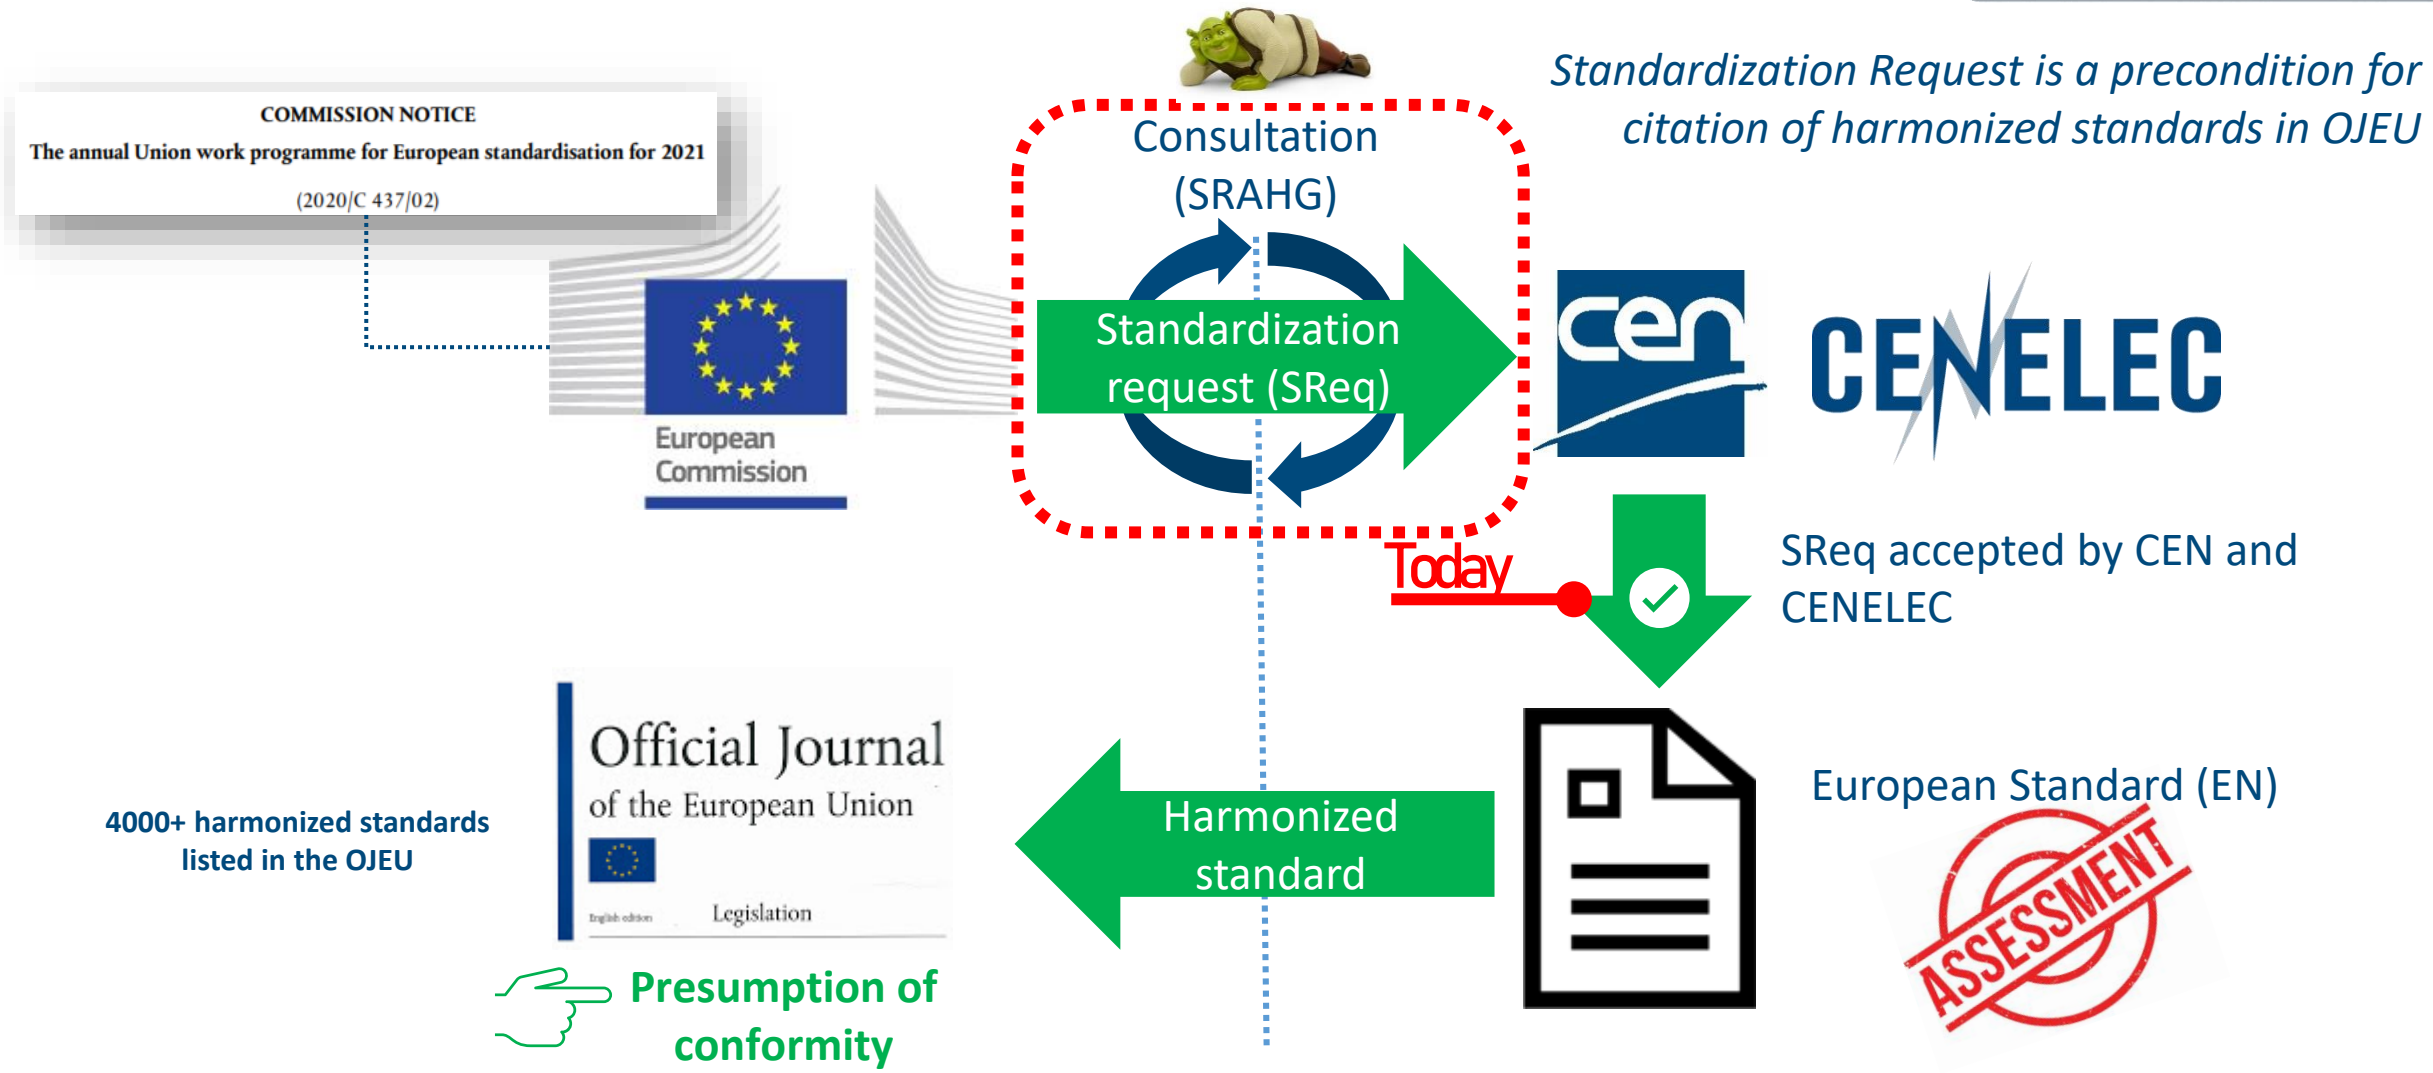 COMMISSION NOTICE
The annual Union work programme for European standardisation for 2021
(2020/C 437/02)
Standardization Request is a precondition for
citation of harmonized standards in OJEU
Consultation
(SRAHG)
Standardization
request (SReq)
European
Commission
cen
CENELEC
Today
SReq accepted by CEN and
CENELEC
Official Journal
of the European Union
English edition
Legislation
4000+ harmonized standards
listed in the OJEU
Harmonized
standard
European Standard (EN)
ASSESSMENT
Presumption of
conformity